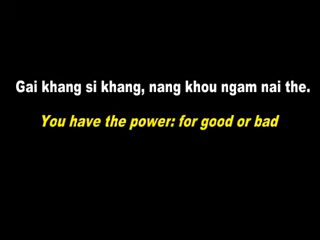 Gai khang si khang, nang khou ngam nai the.
You have the power: for good or bad